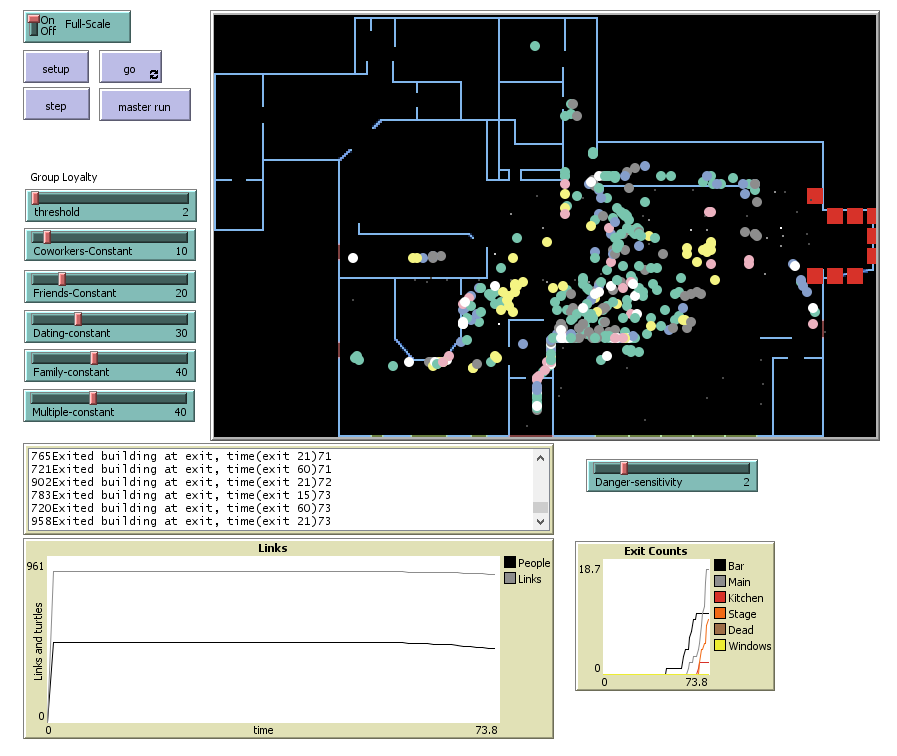 On
Off
Full-Scale
setup
go
step
master run
Group Loyalty
threshold 2
Coworkers-Constant 10
Friends-Constant 20
Dating-constant 30
Family-constant 40
Multiple-constant 40
765Exited building at exit, time(exit 21)71
721Exited building at exit, time(exit 60)71
902Exited building at exit, time(exit 21)72
783Exited building at exit, time(exit 15)73
720Exited building at exit, time(exit 60)73
958Exited building at exit, time(exit 21)73
Danger-sensitivity 2
Links
961
Links and turtles
0
0
time
73.8
People
Links
Exit Counts
18.7
0
0
73.8
Bar
Main
Kitchen
Stage
Dead
Windows